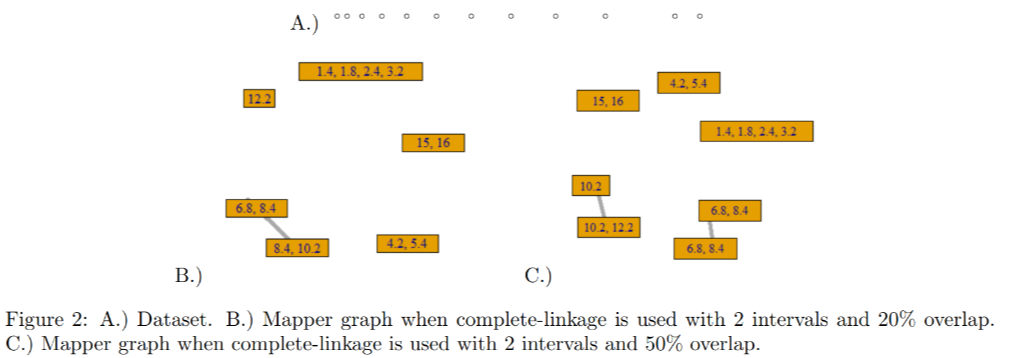 A.)
1.4, 1.8, 2.4, 3.2
12.2
15, 16
6.8, 8.4
8.4, 10.2
4.2, 5.4
B.)
4.2, 5.4
15, 16
1.4, 1.8, 2.4, 3.2
10.2
10.2, 12.2
6.8, 8.4
6.8, 8.4
C.)
Figure 2: A.) Dataset. B.) Mapper graph when complete-linkage is used with 2 intervals and 20% overlap.
C.) Mapper graph when complete-linkage is used with 2 intervals and 50% overlap.